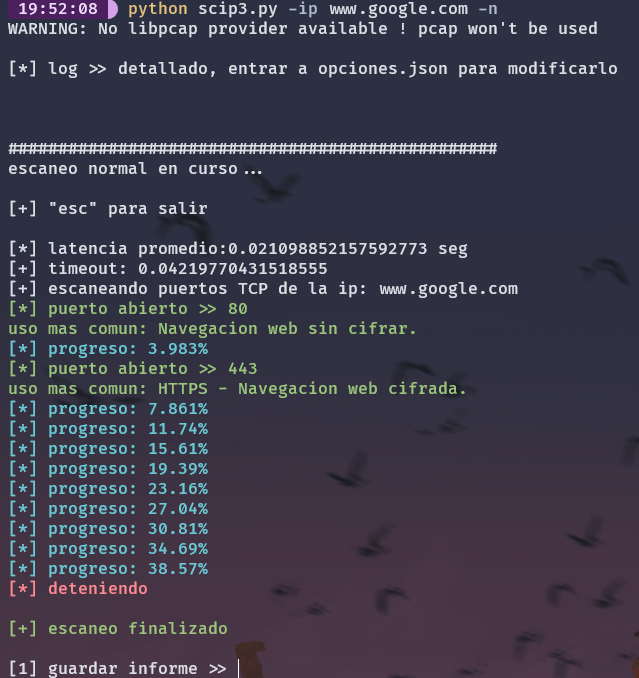 19:52:08 python scip3.py -ip www.google.com -n
WARNING: No libpcap provider available ! pcap won't be used
[*] log >> detallado, entrar a opciones.json para modificarlo
#################################################
escaneo normal en curso...
[+] "esc" para salir
[*] latencia promedio:0.021098852157592773 seg
[+] timeout: 0.04219770431518555
[+] escaneando puertos TCP de la ip: www.google.com
[*] puerto abierto >> 80
uso mas comun: Navegacion web sin cifrar.
[*] progreso: 3.983%
[*] puerto abierto >> 443
uso mas comun: HTTPS - Navegacion web cifrada.
[*] progreso: 7.861%
[*] progreso: 11.74%
[*] progreso: 15.61%
[*] progreso: 19.39%
[*] progreso: 23.16%
[*] progreso: 27.04%
[*] progreso: 30.81%
[*] progreso: 34.69%
[*] progreso: 38.57%
[*] deteniendo
[+] escaneo finalizado
[1] guardar informe >>